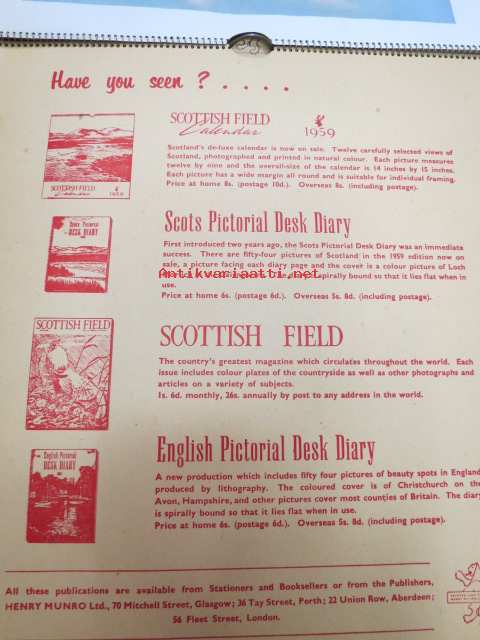 Have you seen ? . . . .
SCOTTISH FIELD
Calendar
1959
Scotland's de-luxe calendar is now on sale. Twelve carefully selected views of
Scotland, photographed and printed in natural colour. Each picture measures
twelve by nine and the overall-size of the calendar is 14 inches by 15 inches.
Each picture has a wide margin all round and is suitable for individual framing.
Price at home 8s. (postage 10d.). Overseas 8s. (including postage).
SCOTTISH FIELD
Calendar
1959
Scots Pictorial Desk Diary
First introduced two years ago, the Scots Pictorial Desk Diary was an immediate
success. There are fifty-four pictures of Scotland in the 1959 edition now on
sale, a picture facing each diary page and the cover is a colour picture of Loch
spirally bound so that it lies flat when in
use.
Price at home 6s. (postage 6d.). Overseas 5s. 8d. (including postage).
Antikvariaatti.net
Scots Pictorial
DESK DIARY
SCOTTISH FIELD
The country's greatest magazine which circulates throughout the world. Each
issue includes colour plates of the countryside as well as other photographs and
articles on a variety of subjects.
1s. 6d. monthly, 26s. annually by post to any address in the world.
SCOTTISH FIELD
English Pictorial Desk Diary
A new production which includes fifty four pictures of beauty spots in England
produced by lithography. The coloured cover is of Christchurch on the
Avon, Hampshire, and other pictures cover most counties of Britain. The diary
is spirally bound so that it lies flat when in use.
Price at home 6s. (postage 6d.). Overseas 5s. 8d. (including postage).
English Pictorial
DESK DIARY
All these publications are available from Stationers and Booksellers or from the Publishers,
HENRY MUNRO Ltd., 70 Mitchell Street, Glasgow; 36 Tay Street, Perth; 22 Union Row, Aberdeen;
56 Fleet Street, London.